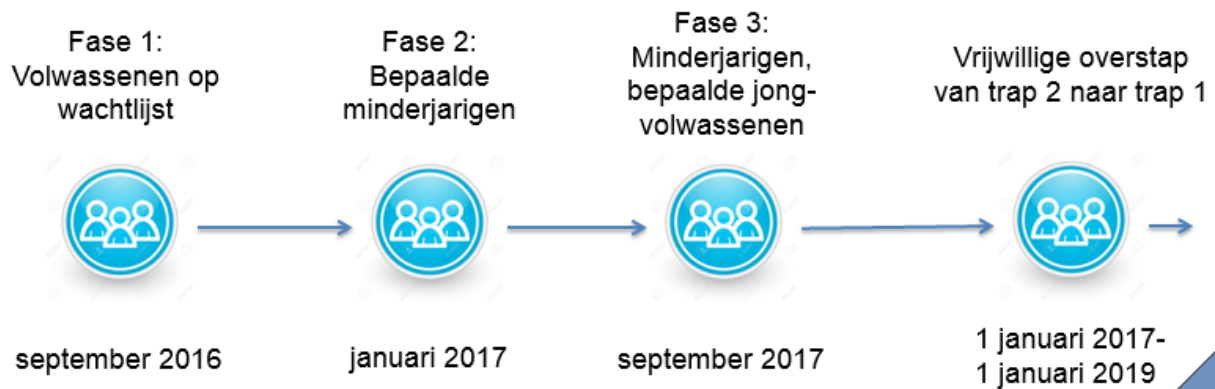 Fase 1:
Volwassenen op
wachtlijst
Fase 2:
Bepaalde
minderjarigen
Fase 3:
Minderjarigen,
bepaalde jong-
volwassenen
Vrijwillige overstap
van trap 2 naar trap 1
september 2016
januari 2017
september 2017
1 januari 2017-
1 januari 2019